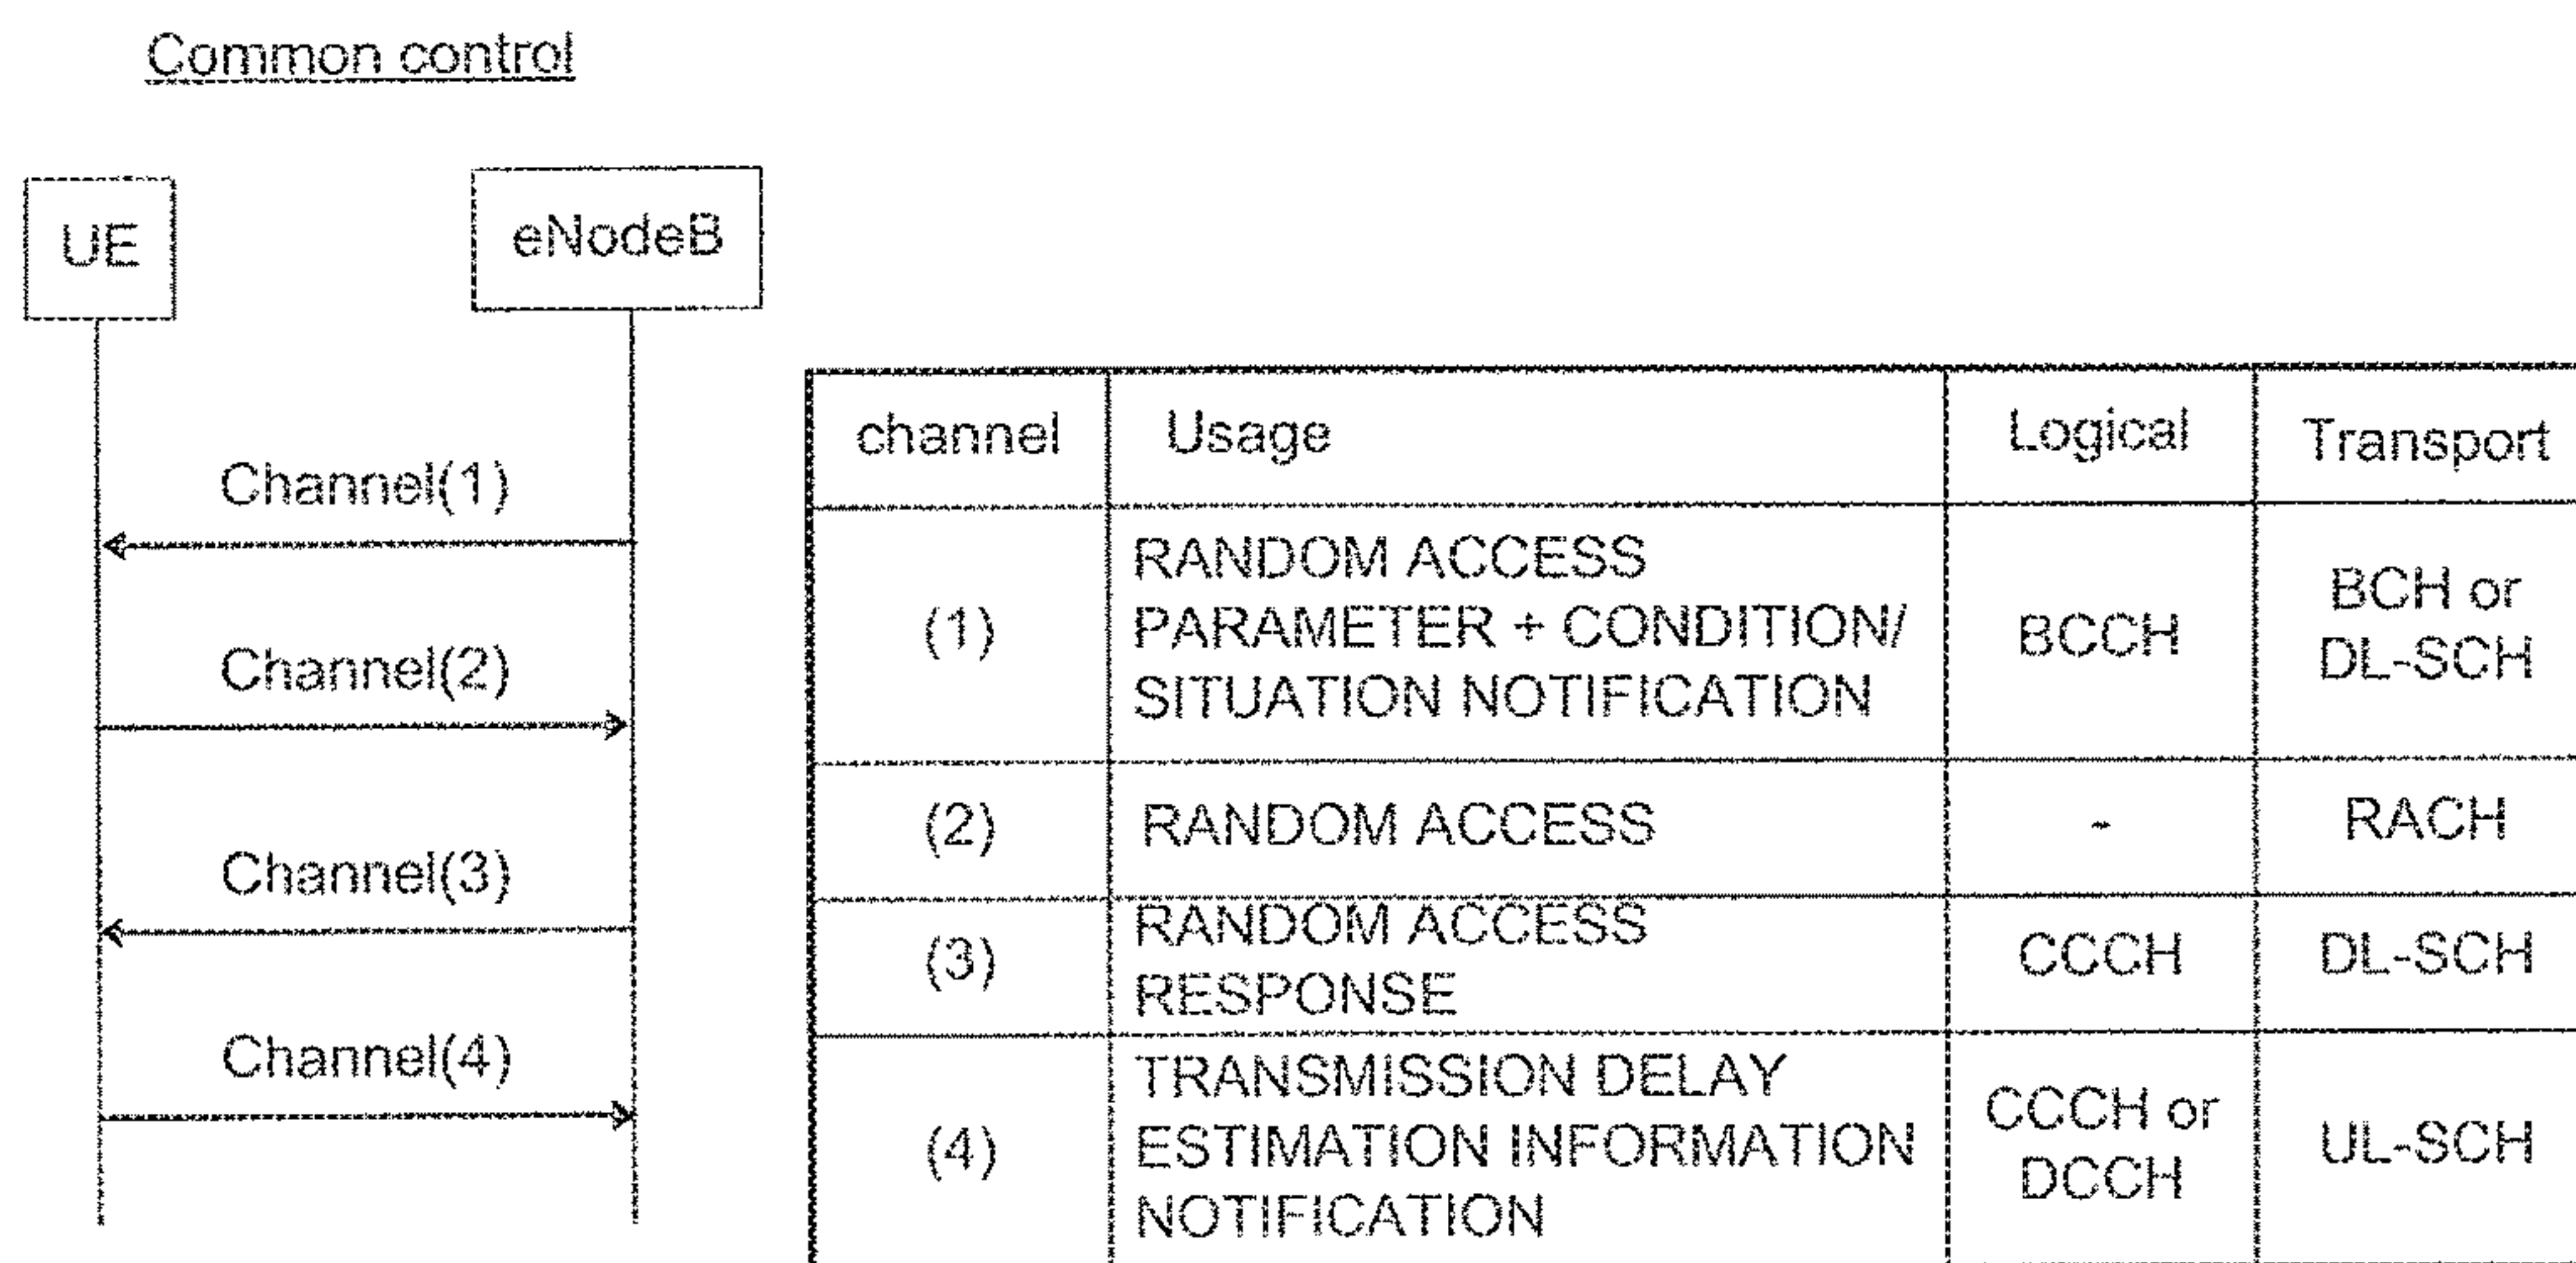 Common control
UE
eNodeB
Channel(1)
Channel(2)
Channel(3)
Channel(4)
channel
Usage
Logical
Transport
(1)
RANDOM ACCESS
PARAMETER + CONDITION/
SITUATION NOTIFICATION
BCCH
BCH or
DL-SCH
(2)
RANDOM ACCESS
-
RACH
(3)
RANDOM ACCESS
RESPONSE
CCCH
DL-SCH
(4)
TRANSMISSION DELAY
ESTIMATION INFORMATION
NOTIFICATION
CCCH or
DCCH
UL-SCH